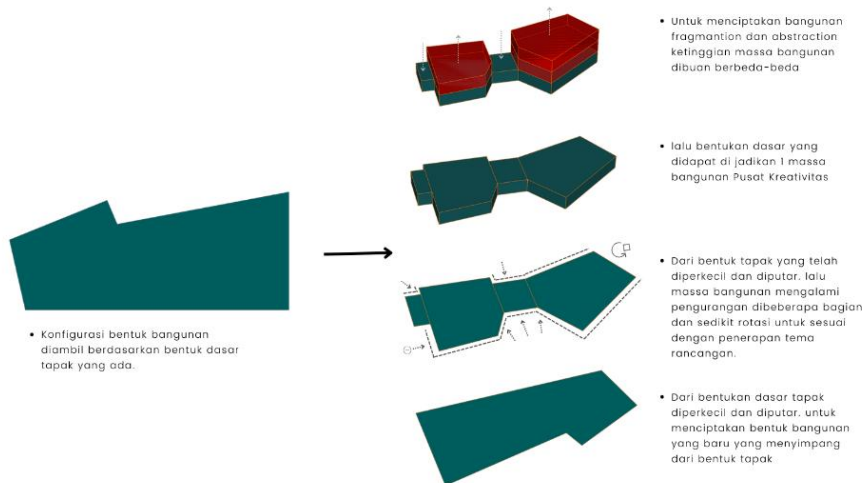 • Untuk menciptakan bangunan
fragmantion dan abstraction
ketinggian massa bangunan
dibuan berbeda-beda
• lalu bentukan dasar yang
didapat di jadikan 1 massa
bangunan Pusat Kreativitas
• Dari bentuk tapak yang telah
diperkecil dan diputar. lalu
massa bangunan mengalami
pengurangan dibeberapa bagian
dan sedikit rotasi untuk sesuai
dengan penerapan tema
rancangan.
• Konfigurasi bentuk bangunan
diambil berdasarkan bentuk dasar
tapak yang ada.
• Dari bentukan dasar tapak
diperkecil dan diputar. untuk
menciptakan bentuk bangunan
yang baru yang menyimpang
dari bentuk tapak